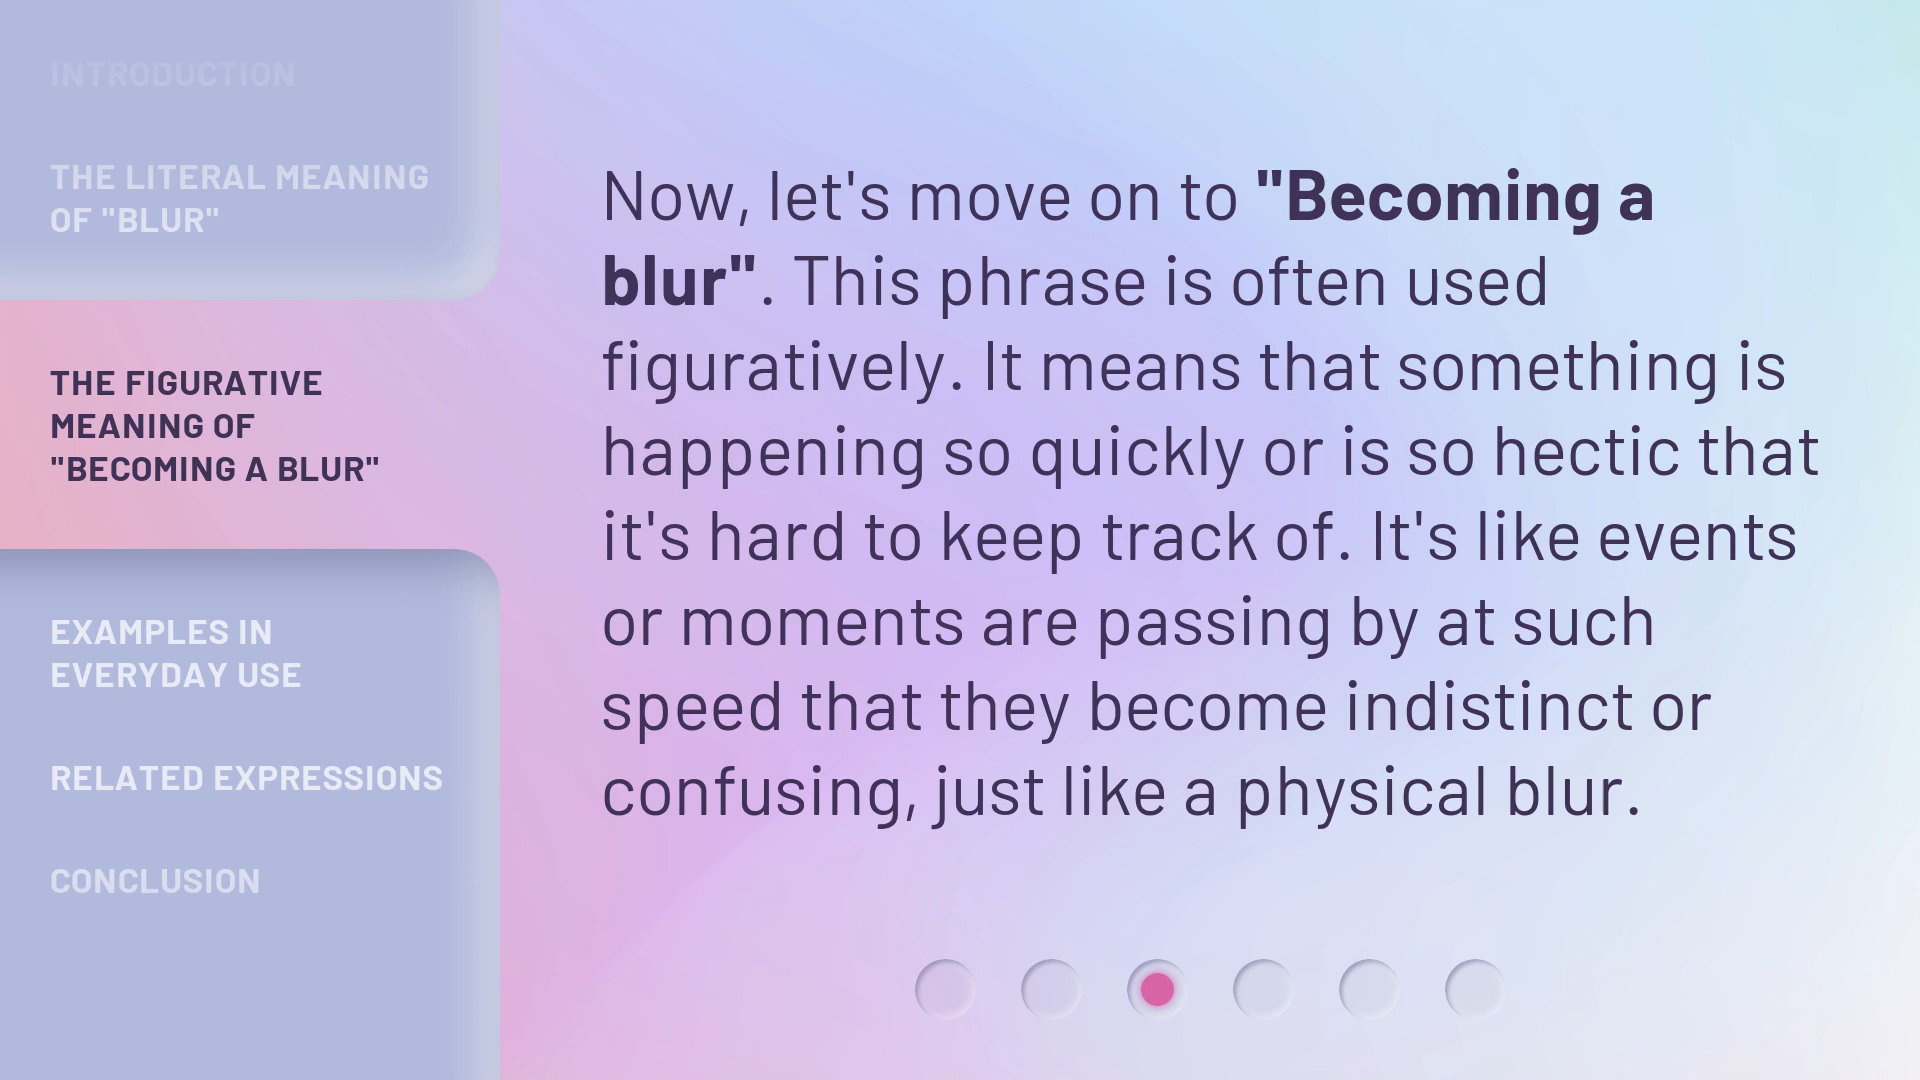 INTRODUCTION
THE LITERAL MEANING
OF "BLUR"
THE FIGURATIVE
MEANING OF
"BECOMING A BLUR"
EXAMPLES IN
EVERYDAY USE
RELATED EXPRESSIONS
CONCLUSION
Now, let's move on to "Becoming a
blur". This phrase is often used
figuratively. It means that something is
happening so quickly or is so hectic that
it's hard to keep track of. It's like events
or moments are passing by at such
speed that they become indistinct or
confusing, just like a physical blur.